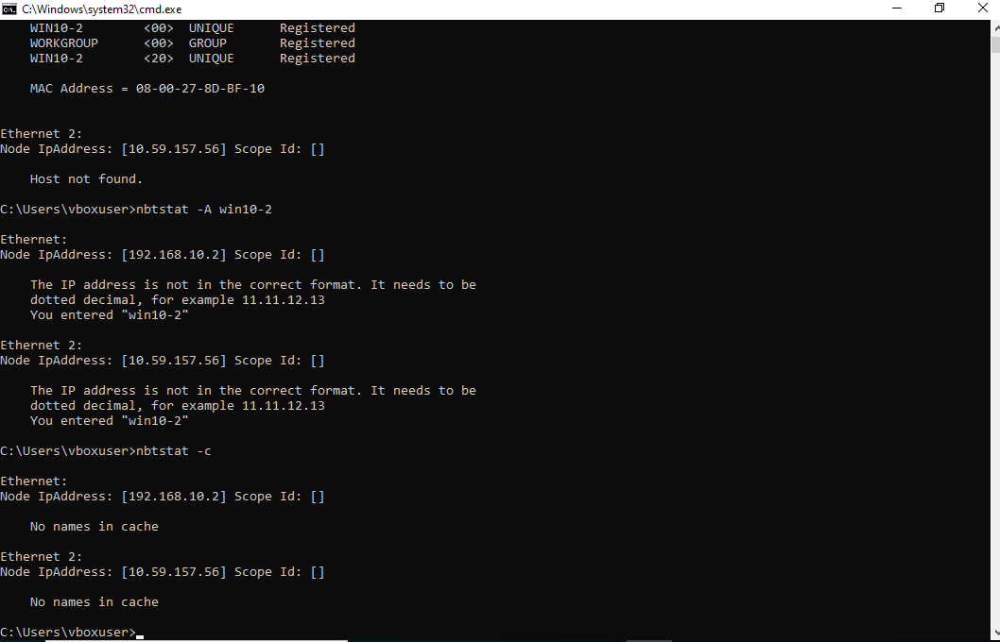 C:\Windows\system32\cmd.exe
WIN10-2        <00>  UNIQUE      Registered
WORKGROUP      <00>  GROUP       Registered
WIN10-2        <20>  UNIQUE      Registered
MAC Address = 08-00-27-8D-BF-10
Ethernet 2:
Node IpAddress: [10.59.157.56] Scope Id: []
Host not found.
C:\Users\vboxuser>nbtstat -A win10-2
Ethernet:
Node IpAddress: [192.168.10.2] Scope Id: []
The IP address is not in the correct format. It needs to be
dotted decimal, for example 11.11.12.13
You entered "win10-2"
Ethernet 2:
Node IpAddress: [10.59.157.56] Scope Id: []
The IP address is not in the correct format. It needs to be
dotted decimal, for example 11.11.12.13
You entered "win10-2"
C:\Users\vboxuser>nbtstat -c
Ethernet:
Node IpAddress: [192.168.10.2] Scope Id: []
No names in cache
Ethernet 2:
Node IpAddress: [10.59.157.56] Scope Id: []
No names in cache
C:\Users\vboxuser>